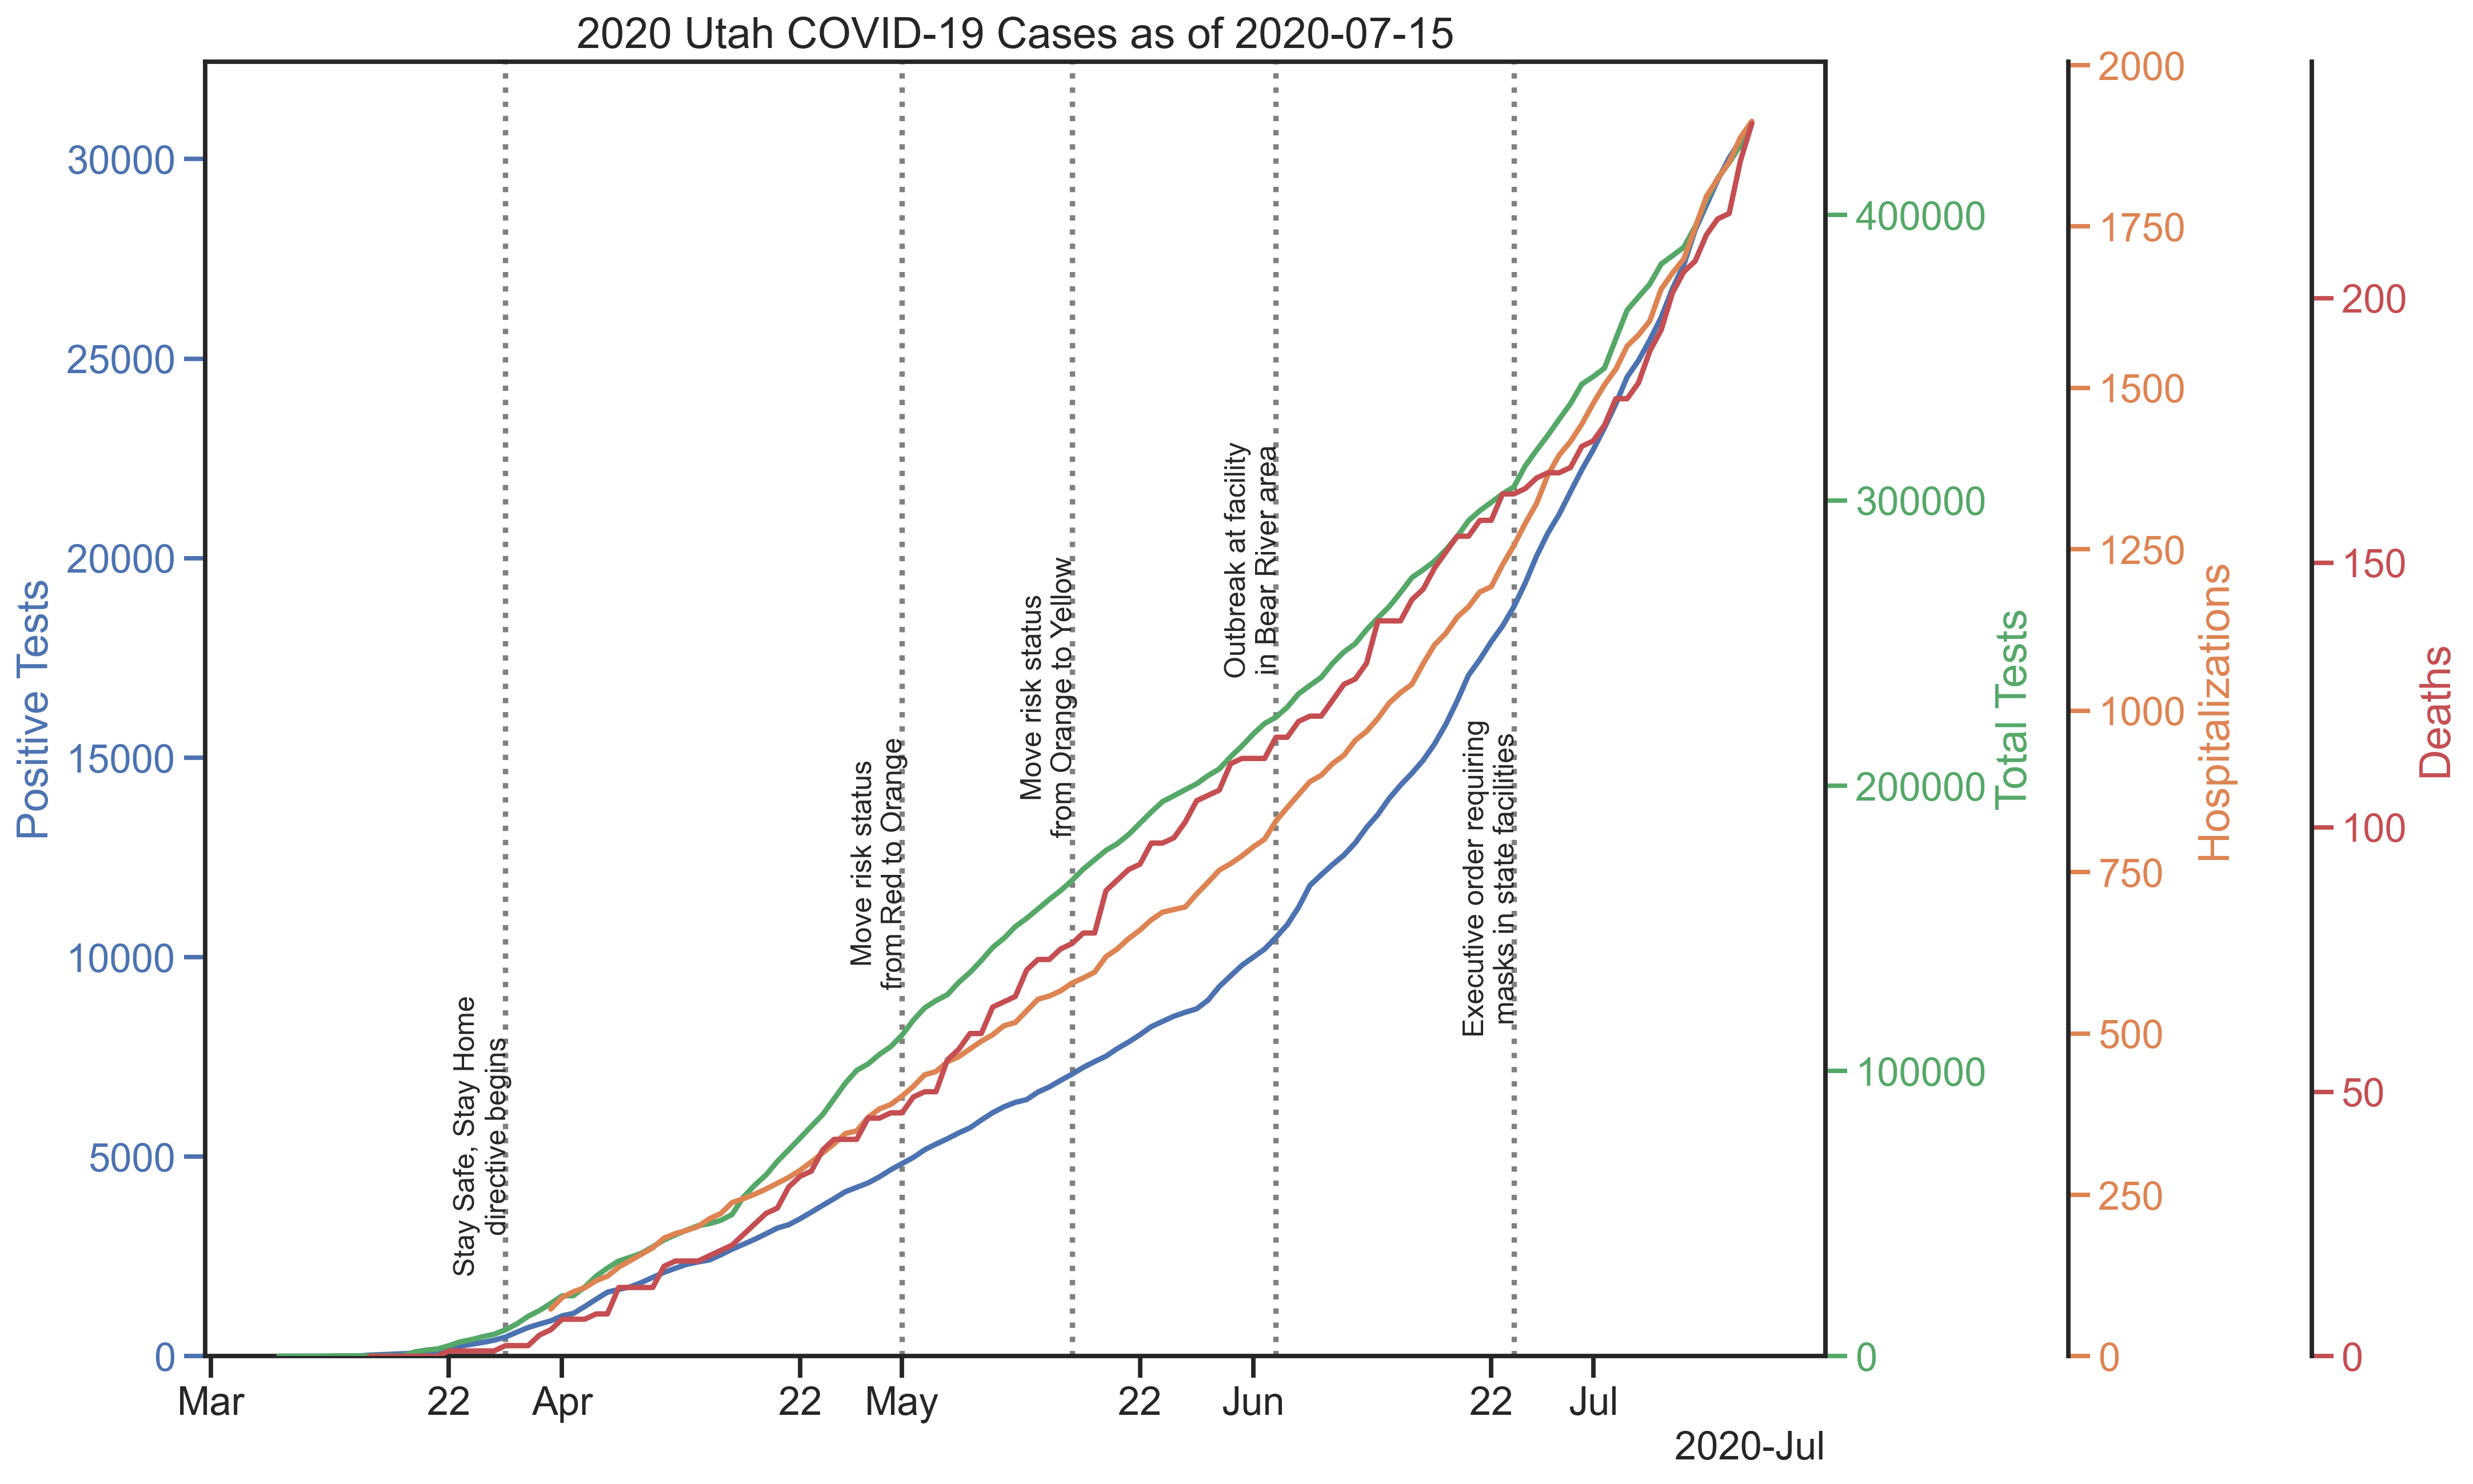 2020 Utah COVID-19 Cases as of 2020-07-15
Positive Tests
30000
25000
20000
15000
10000
5000
0
Stay Safe, Stay Home
directive begins
Move risk status
from Red to Orange
Move risk status
from Orange to Yellow
Outbreak at facility
in Bear River area
Executive order requiring
masks in state facilities
400000
300000
200000
100000
0
Total Tests
2000
1750
1500
1250
1000
750
500
250
0
Hospitalizations
200
150
100
50
0
Deaths
Mar 22 Apr 22 May 22 Jun 22 Jul
2020-Jul